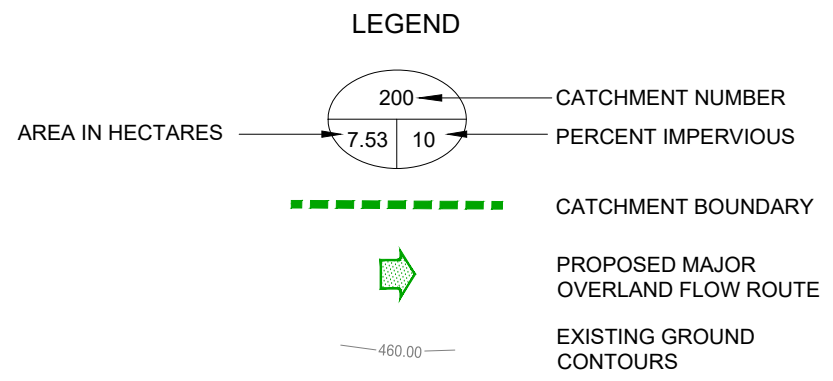 LEGEND
200
CATCHMENT NUMBER
AREA IN HECTARES
7.53
10
PERCENT IMPERVIOUS
CATCHMENT BOUNDARY
PROPOSED MAJOR
OVERLAND FLOW ROUTE
460.00
EXISTING GROUND
CONTOURS